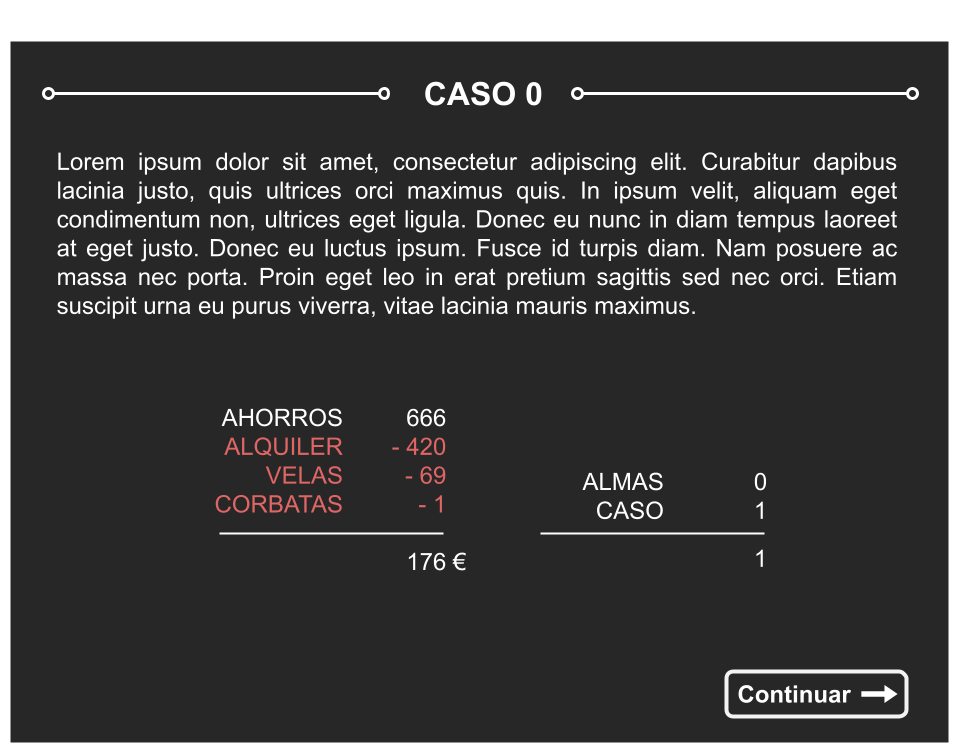 CASO 0
Lorem ipsum dolor sit amet, consectetur adipiscing elit. Curabitur dapibus
lacinia justo, quis ultrices orci maximus quis. In ipsum velit, aliquam eget
condimentum non, ultrices eget ligula. Donec eu nunc in diam tempus laoreet
at eget justo. Donec eu luctus ipsum. Fusce id turpis diam. Nam posuere ac
massa nec porta. Proin eget leo in erat pretium sagittis sed nec orci. Etiam
suscipit urna eu purus viverra, vitae lacinia mauris maximus.
AHORROS 666
ALQUILER - 420
VELAS - 69
CORBATAS - 1
176 €
ALMAS 0
CASO 1
1
Continuar